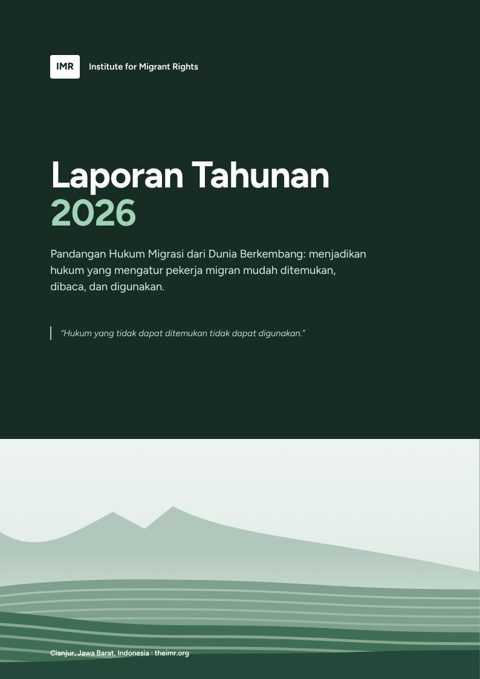 IMR
Institute for Migrant Rights
Laporan Tahunan
2026
Pandangan Hukum Migrasi dari Dunia Berkembang: menjadikan
hukum yang mengatur pekerja migran mudah ditemukan,
dibaca, dan digunakan.
"Hukum yang tidak dapat ditemukan tidak dapat digunakan."
Cianjur, Jawa Barat, Indonesia · theimr.org